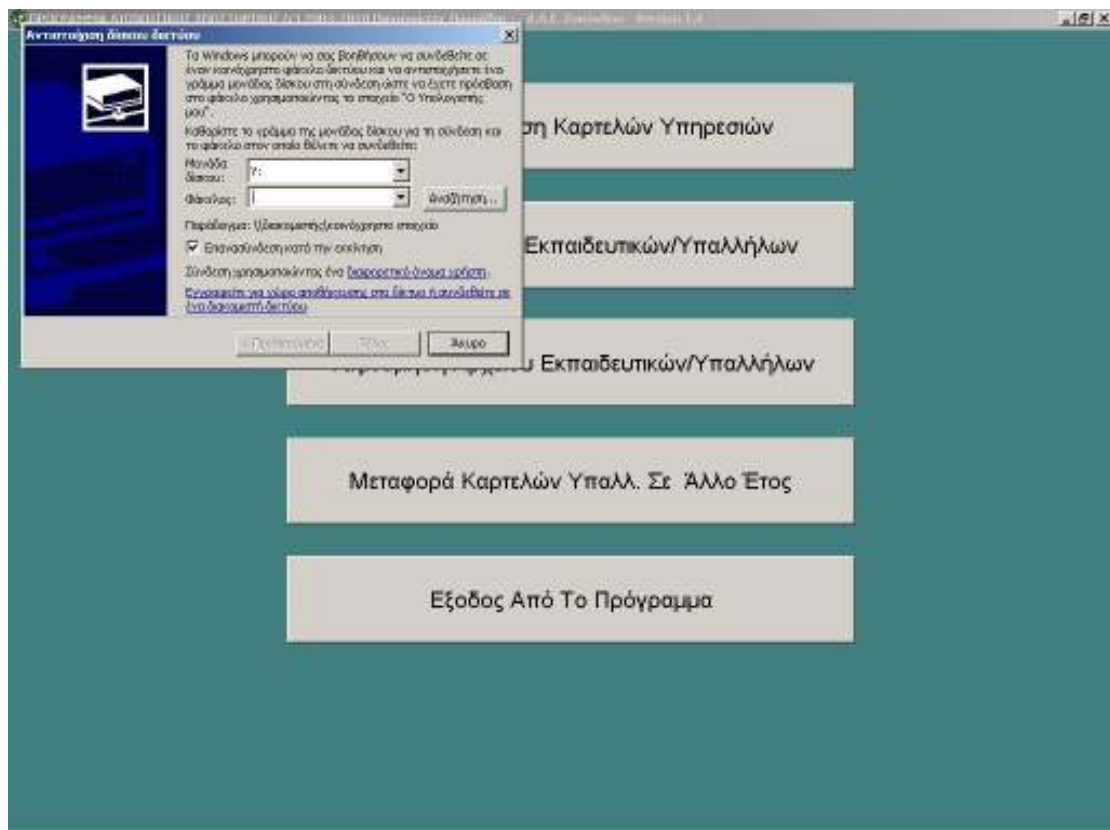 Αντιστοίχιση δίσκου δικτύου
Τα Windows μπορούν να σας βοηθήσουν να συνδεθείτε σε
έναν κοινόχρηστο φάκελο δικτύου και να αντιστοιχήσετε ένα
γράμμα μονάδας δίσκου στη σύνδεση ώστε να έχετε πρόσβαση
στο φάκελο χρησιμοποιώντας το στοιχείο "Ο Υπολογιστής
μου".
Καθορίστε το γράμμα της μονάδας δίσκου για τη σύνδεση και
το φάκελο στον οποίο θέλετε να συνδεθείτε:
Μονάδα
δίσκου:
Y:
Φάκελος:
Αναζήτηση...
Παράδειγμα: \\διακομιστής\κοινόχρηστο στοιχείο
Επανασύνδεση κατά την εκκίνηση
Σύνδεση χρησιμοποιώντας ένα διαφορετικό όνομα χρήστη.
Εγγραφείτε για χώρο αποθήκευσης στο δίκτυο ή συνδεθείτε σε
ένα διακομιστή δικτύου.
Τέλος
Άκυρο
ση Καρτελών Υπηρεσιών
Εκπαιδευτικών/Υπαλλήλων
Εκπαιδευτικών/Υπαλλήλων
Μεταφορά Καρτελών Υπαλλ. Σε Άλλο Έτος
Εξοδος Από Το Πρόγραμμα